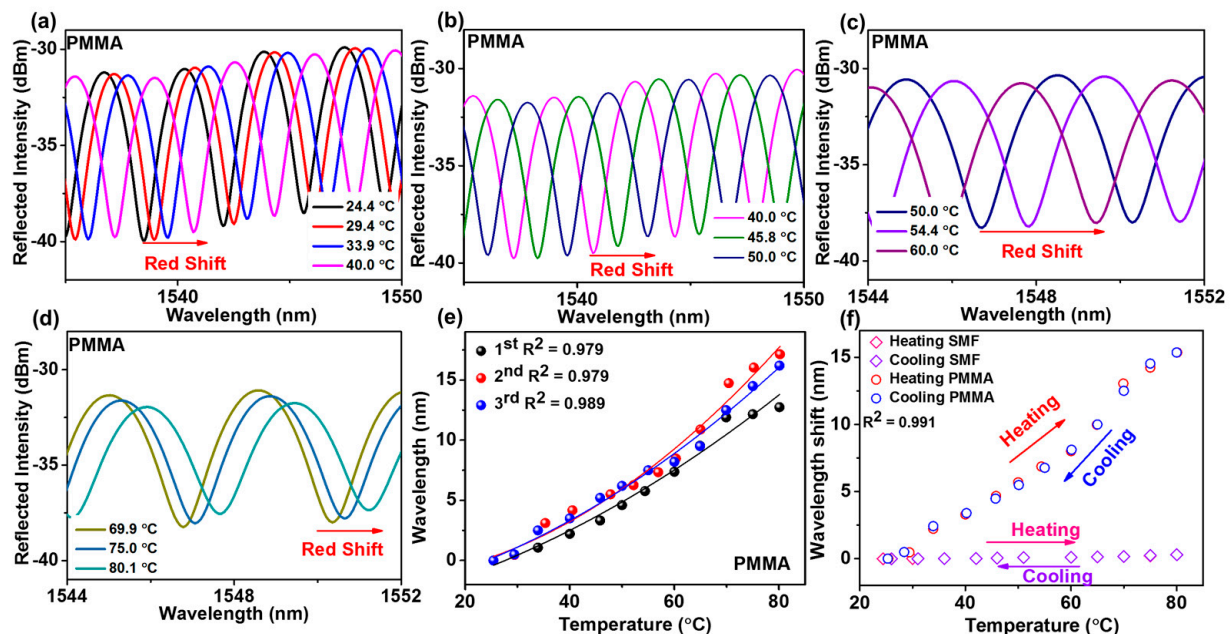 (a)
PMMA
Reflected Intensity (dBm)
-30
-35
-40
24.4 °C
29.4 °C
33.9 °C
40.0 °C
Red Shift
1540
1550
Wavelength (nm)
(b)
PMMA
Reflected Intensity (dBm)
-30
-35
-40
40.0 °C
45.8 °C
50.0 °C
Red Shift
1540
1550
Wavelength (nm)
(c)
PMMA
Reflected Intensity (dBm)
-30
-35
-40
50.0 °C
54.4 °C
60.0 °C
Red Shift
1544
1548
1552
Wavelength (nm)
(d)
PMMA
Reflected Intensity (dBm)
-30
-35
-40
69.9 °C
75.0 °C
80.1 °C
Red Shift
1544
1548
1552
Wavelength (nm)
(e)
1st R2 = 0.979
2nd R2 = 0.979
3rd R2 = 0.989
Wavelength (nm)
15
10
5
0
PMMA
20
40
60
80
Temperature (°C)
(f)
Heating SMF
Cooling SMF
Heating PMMA
Cooling PMMA
R2 = 0.991
Wavelength shift (nm)
15.0
10.0
5.0
0.0
Heating
Cooling
Heating
Cooling
20
40
60
80
Temperature (°C)